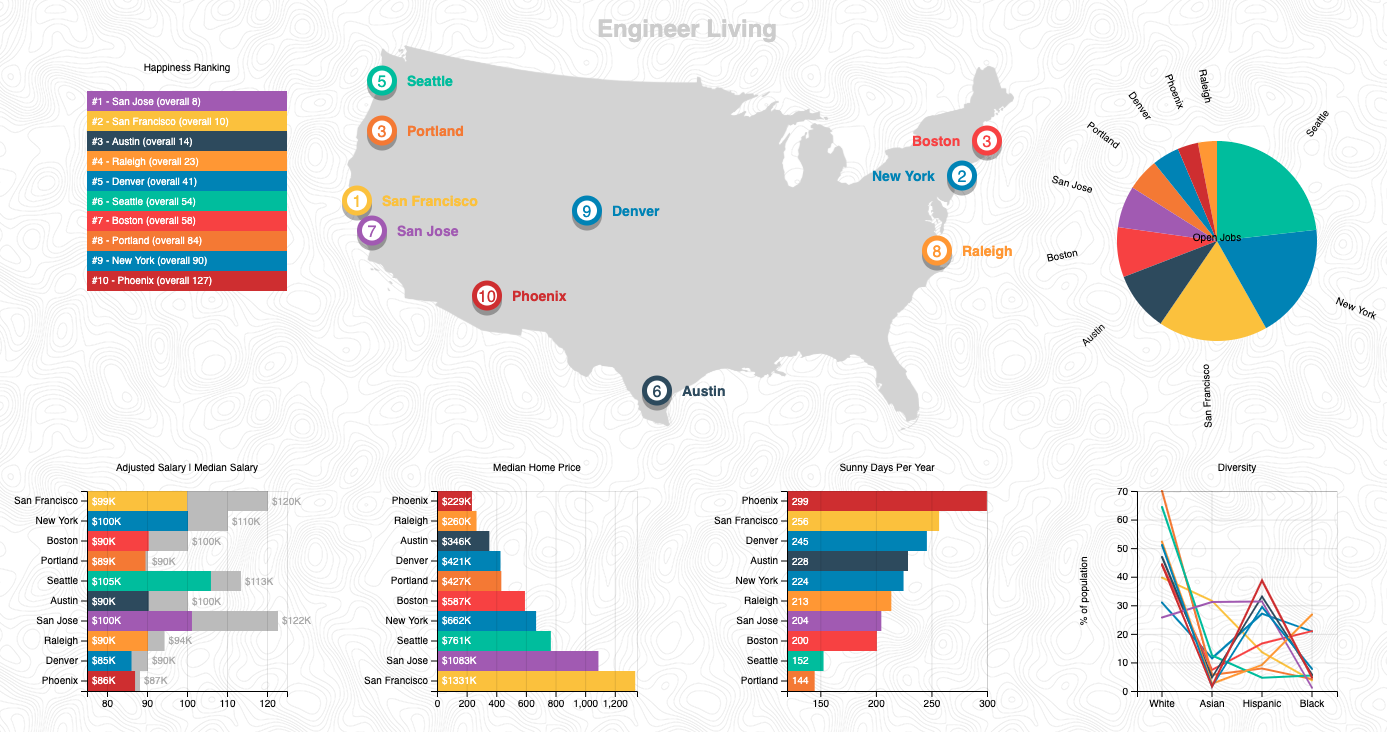 Engineer Living
Happiness Ranking
#1 - San Jose (overall 8)
#2 - San Francisco (overall 10)
#3 - Austin (overall 14)
#4 - Raleigh (overall 23)
#5 - Denver (overall 41)
#6 - Seattle (overall 54)
#7 - Boston (overall 58)
#8 - Portland (overall 84)
#9 - New York (overall 90)
#10 - Phoenix (overall 127)
5 Seattle
3 Portland
1 San Francisco
7 San Jose
9 Denver
10 Phoenix
6 Austin
Boston 3
New York 2
8 Raleigh
Open Jobs
Seattle
New York
San Francisco
Austin
Boston
San Jose
Portland
Denver
Phoenix
Raleigh
Adjusted Salary | Median Salary
San Francisco $99K $120K
New York $100K $110K
Boston $90K $100K
Portland $89K $90K
Seattle $105K $113K
Austin $90K $100K
San Jose $100K $122K
Raleigh $90K $94K
Denver $85K $90K
Phoenix $86K $87K
80 90 100 110 120
Median Home Price
Phoenix $229K
Raleigh $260K
Austin $346K
Denver $421K
Portland $427K
Boston $587K
New York $662K
Seattle $761K
San Jose $1083K
San Francisco $1331K
0 200 400 600 800 1,000 1,200
Sunny Days Per Year
Phoenix 299
San Francisco 256
Denver 245
Austin 228
New York 224
Raleigh 213
San Jose 204
Boston 200
Seattle 152
Portland 144
150 200 250 300
Diversity
% of population
70
60
50
40
30
20
10
0
White Asian Hispanic Black